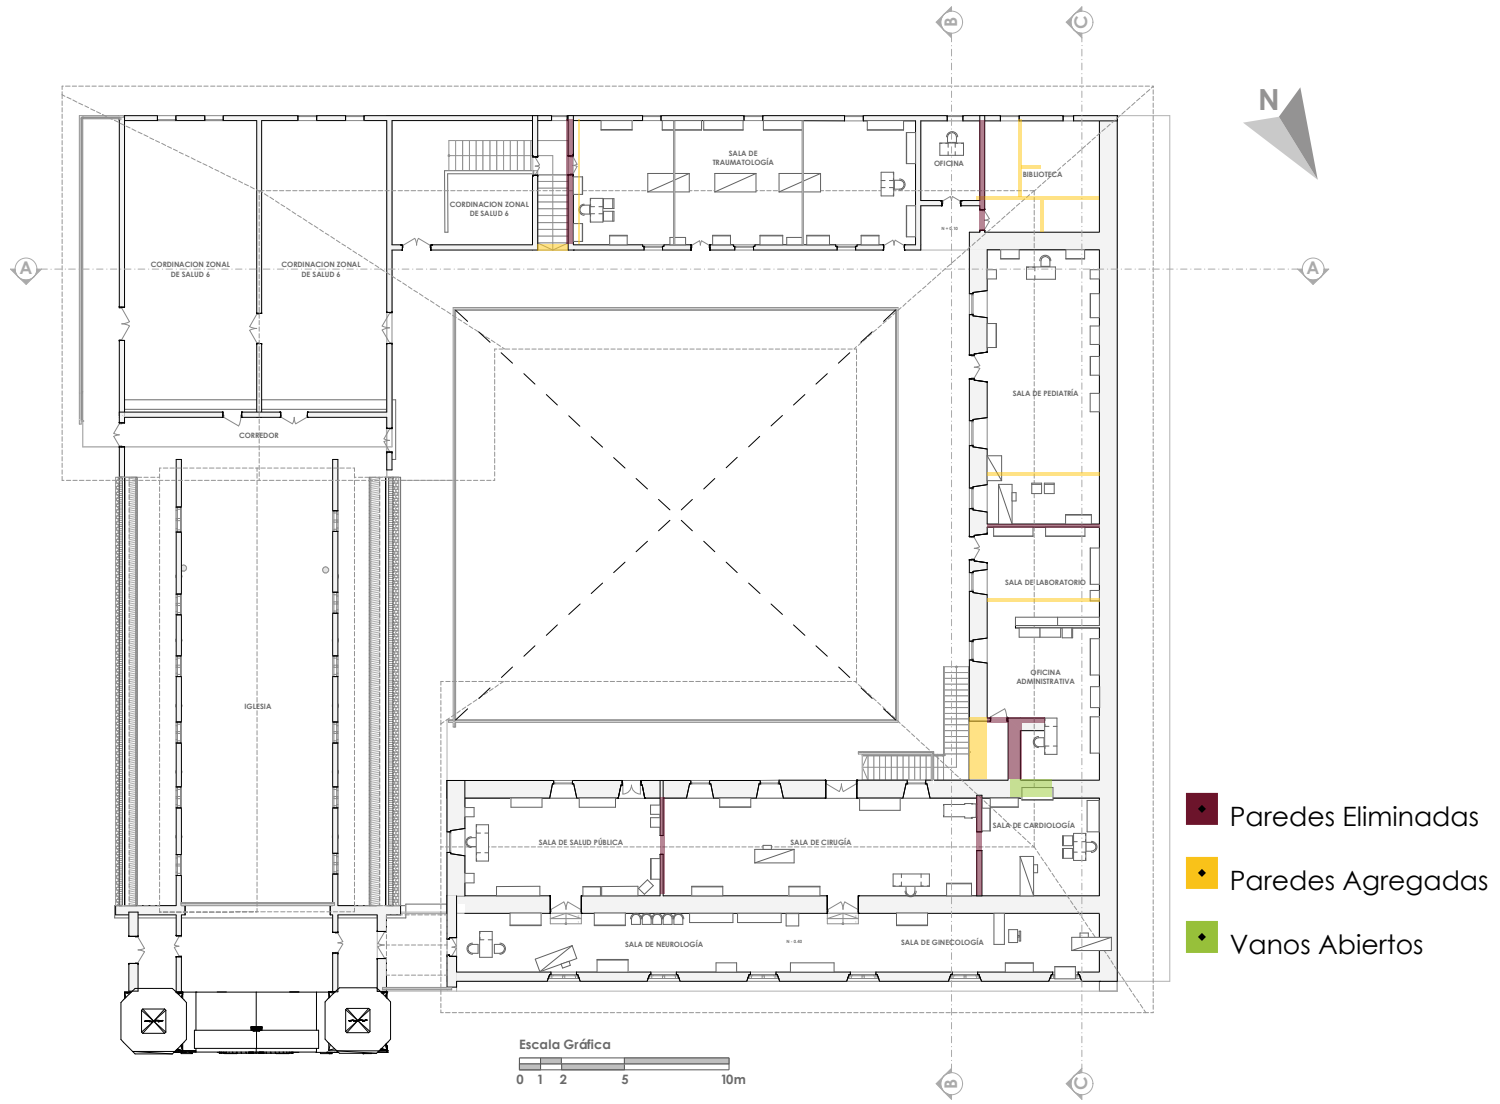 B
C
N
SALA DE
TRAUMATOLOGÍA
OFICINA
BIBLIOTECA
CORDINACION ZONAL
DE SALUD 6
N + 0.10
A
CORDINACION ZONAL
DE SALUD 6
CORDINACION ZONAL
DE SALUD 6
A
SALA DE PEDIATRÍA
CORREDOR
SALA DE LABORATORIO
OFICINA
ADMINISTRATIVA
IGLESIA
SALA DE SALUD PÚBLICA
SALA DE CIRUGÍA
SALA DE CARDIOLOGÍA
SALA DE NEUROLOGÍA
SALA DE GINECOLOGÍA
Paredes Eliminadas
Paredes Agregadas
Vanos Abiertos
Escala Gráfica
0 1 2 5 10m
B
C